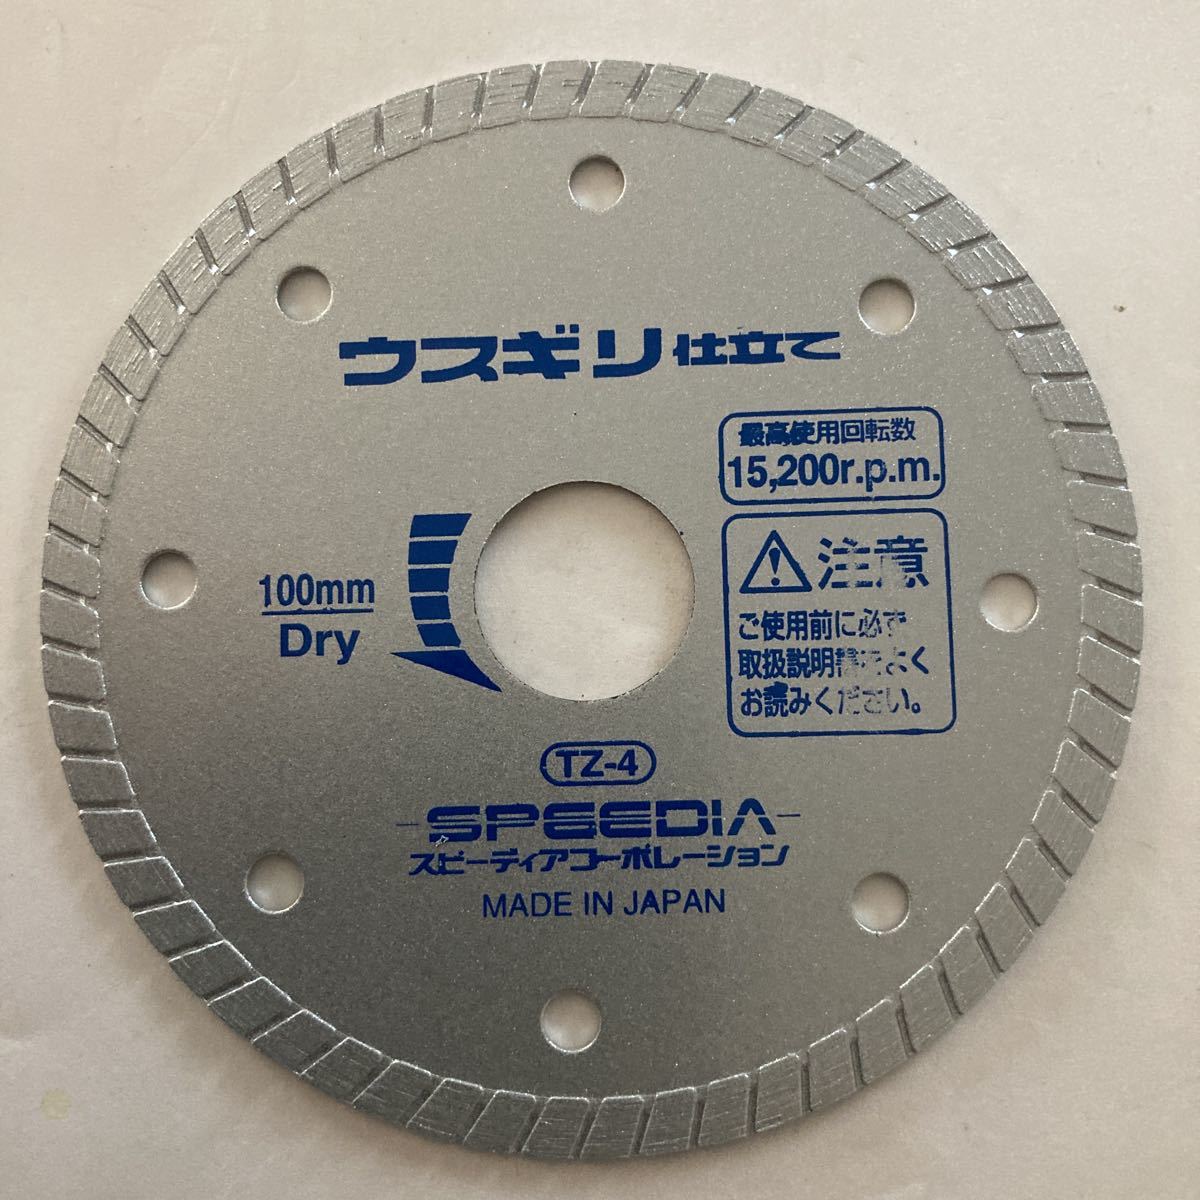 ウスギリ仕立て
最高使用回転数
15,200r.p.m.
注意
ご使用前に必ず
取扱説明書をよく
お読みください。
100mm
Dry
TZ-4
SPEEDIA
スピーディアコーポレーション
MADE IN JAPAN